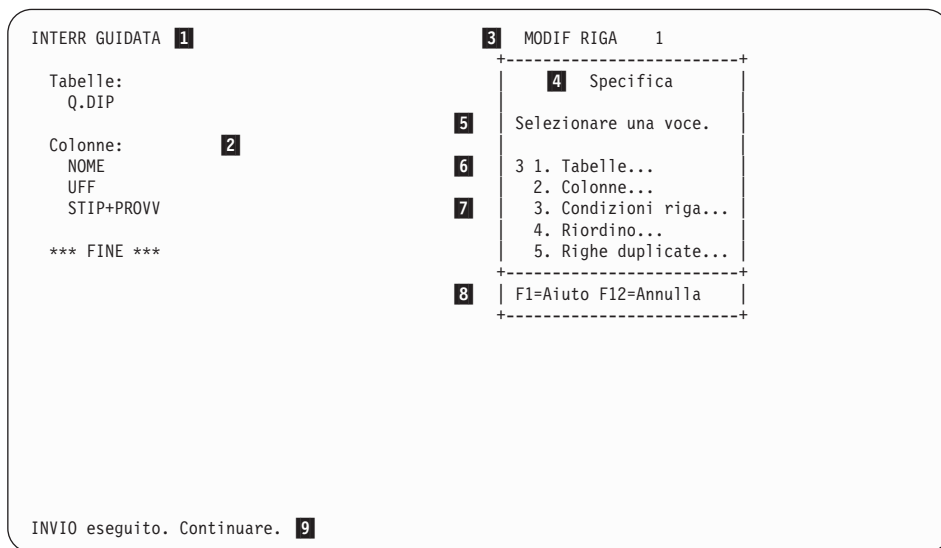 INTERR GUIDATA 1
3 MODIF RIGA 1
+--------------------------+
Tabelle:
| 4 Specifica |
Q.DIP
5 | Selezionare una voce. |
Colonne: 2
NOME
6 | 3 1. Tabelle... |
UFF
| 2. Colonne... |
STIP+PROVV
7 | 3. Condizioni riga... |
| 4. Riordino... |
*** FINE ***
| 5. Righe duplicate... |
+--------------------------+
8 | F1=Aiuto F12=Annulla |
+--------------------------+
INVIO eseguito. Continuare. 9